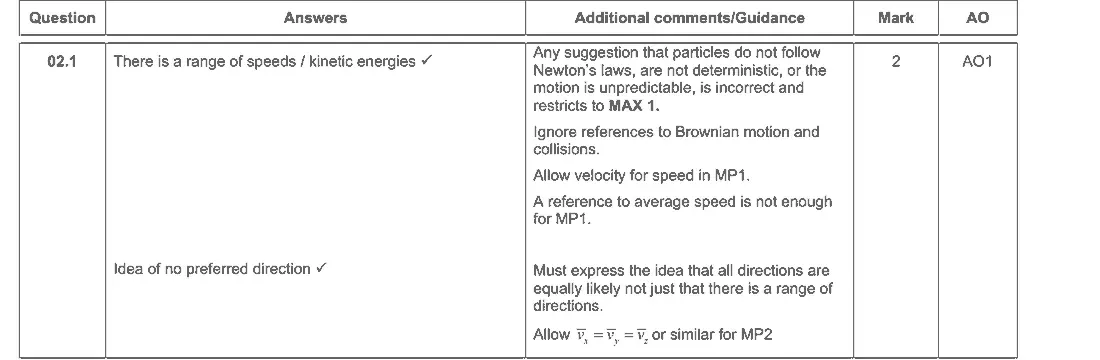 Question Answers Additional comments/Guidance Mark AO
02.1 There is a range of speeds / kinetic energies ✓ Any suggestion that particles do not follow 2 AO1
Newton's laws, are not deterministic, or the
motion is unpredictable, is incorrect and
restricts to MAX 1.
Ignore references to Brownian motion and
collisions.
Allow velocity for speed in MP1.
A reference to average speed is not enough
for MP1.
Idea of no preferred direction ✓ Must express the idea that all directions are
equally likely not just that there is a range of
directions.
Allow v̅ₓ = v̅ᵧ = v̅_z or similar for MP2